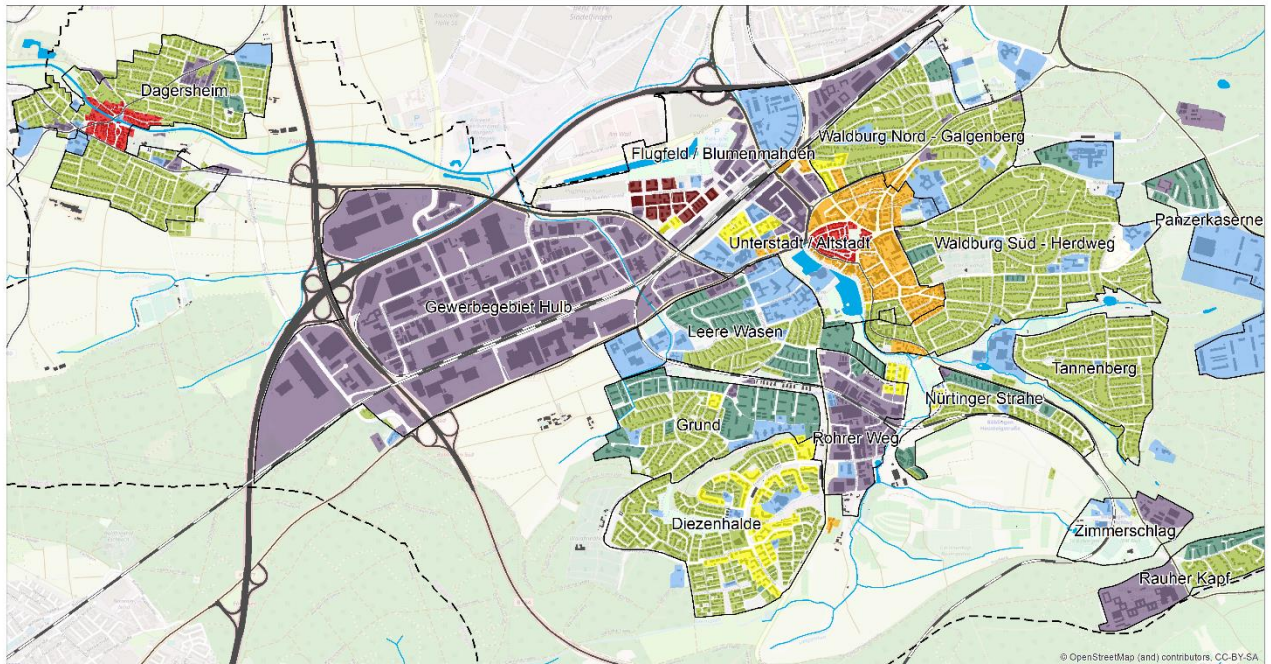 Dagersheim
Waldburg Nord - Galgenberg
Flugfeld / Blumenmahden
Panzerkaserne
Unterstadt / Altstadt
Waldburg Süd - Herdweg
Gewerbegebiet Hulb
Leere Wasen
Tannenberg
Nürtinger Strahe
Grund
Rohrer Weg
Diezenhalde
Zimmerschlag
Rauher Kapf
© OpenStreetMap (and) contributors, CC-BY-SA